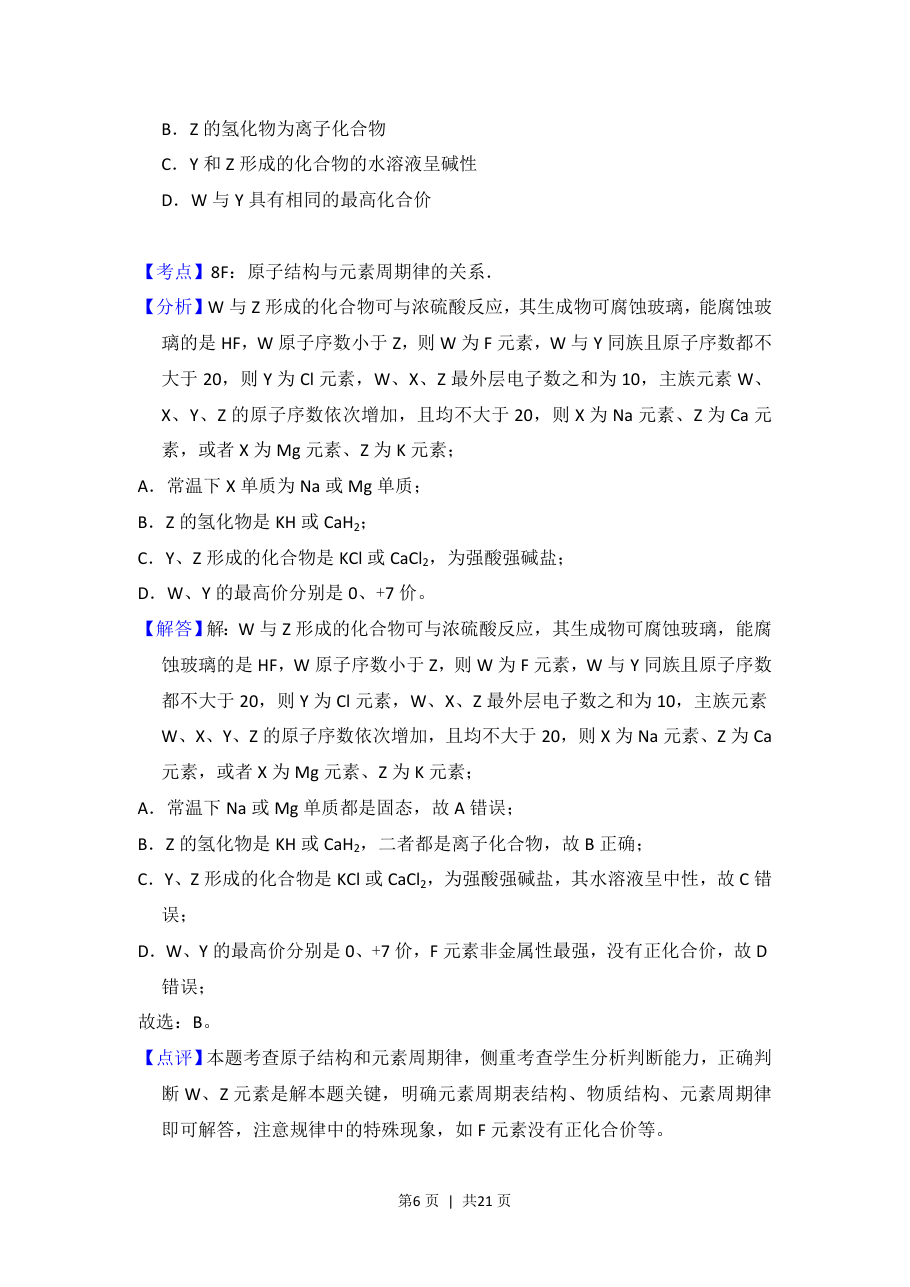 B．Z 的氢化物为离子化合物
C．Y 和 Z 形成的化合物的水溶液呈碱性
D．W 与 Y 具有相同的最高化合价
【考点】8F：原子结构与元素周期律的关系．
【分析】W 与 Z 形成的化合物可与浓硫酸反应，其生成物可腐蚀玻璃，能腐蚀玻
璃的是 HF，W 原子序数小于 Z，则 W 为 F 元素，W 与 Y 同族且原子序数都不
大于 20，则 Y 为 Cl 元素，W、X、Z 最外层电子数之和为 10，主族元素 W、
X、Y、Z 的原子序数依次增加，且均不大于 20，则 X 为 Na 元素、Z 为 Ca 元
素，或者 X 为 Mg 元素、Z 为 K 元素；
A．常温下 X 单质为 Na 或 Mg 单质；
B．Z 的氢化物是 KH 或 CaH₂；
C．Y、Z 形成的化合物是 KCl 或 CaCl₂，为强酸强碱盐；
D．W、Y 的最高价分别是 0、+7 价。
【解答】解：W 与 Z 形成的化合物可与浓硫酸反应，其生成物可腐蚀玻璃，能腐
蚀玻璃的是 HF，W 原子序数小于 Z，则 W 为 F 元素，W 与 Y 同族且原子序数
都不大于 20，则 Y 为 Cl 元素，W、X、Z 最外层电子数之和为 10，主族元素
W、X、Y、Z 的原子序数依次增加，且均不大于 20，则 X 为 Na 元素、Z 为 Ca
元素，或者 X 为 Mg 元素、Z 为 K 元素；
A．常温下 Na 或 Mg 单质都是固态，故 A 错误；
B．Z 的氢化物是 KH 或 CaH₂，二者都是离子化合物，故 B 正确；
C．Y、Z 形成的化合物是 KCl 或 CaCl₂，为强酸强碱盐，其水溶液呈中性，故 C 错
误；
D．W、Y 的最高价分别是 0、+7 价，F 元素非金属性最强，没有正化合价，故 D
错误；
故选：B。
【点评】本题考查原子结构和元素周期律，侧重考查学生分析判断能力，正确判
断 W、Z 元素是解本题关键，明确元素周期表结构、物质结构、元素周期律
即可解答，注意规律中的特殊现象，如 F 元素没有正化合价等。
第6 页 | 共21 页